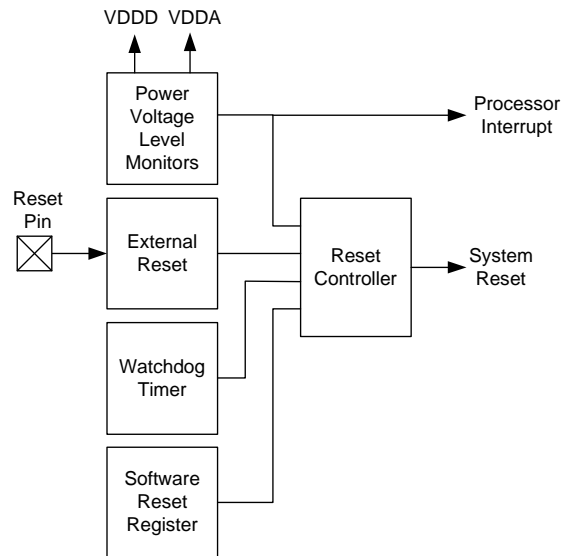 VDDD VDDA
Power
Voltage
Level
Monitors
Processor
Interrupt
Reset
Pin
External
Reset
Reset
Controller
System
Reset
Watchdog
Timer
Software
Reset
Register